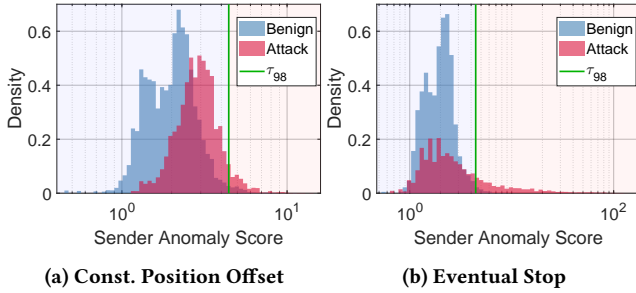 0.6
0.4
0.2
0
Density
Benign
Attack
τ98
10^0
10^1
Sender Anomaly Score
(a) Const. Position Offset
0.6
0.4
0.2
0
Density
Benign
Attack
τ98
10^0
10^2
Sender Anomaly Score
(b) Eventual Stop